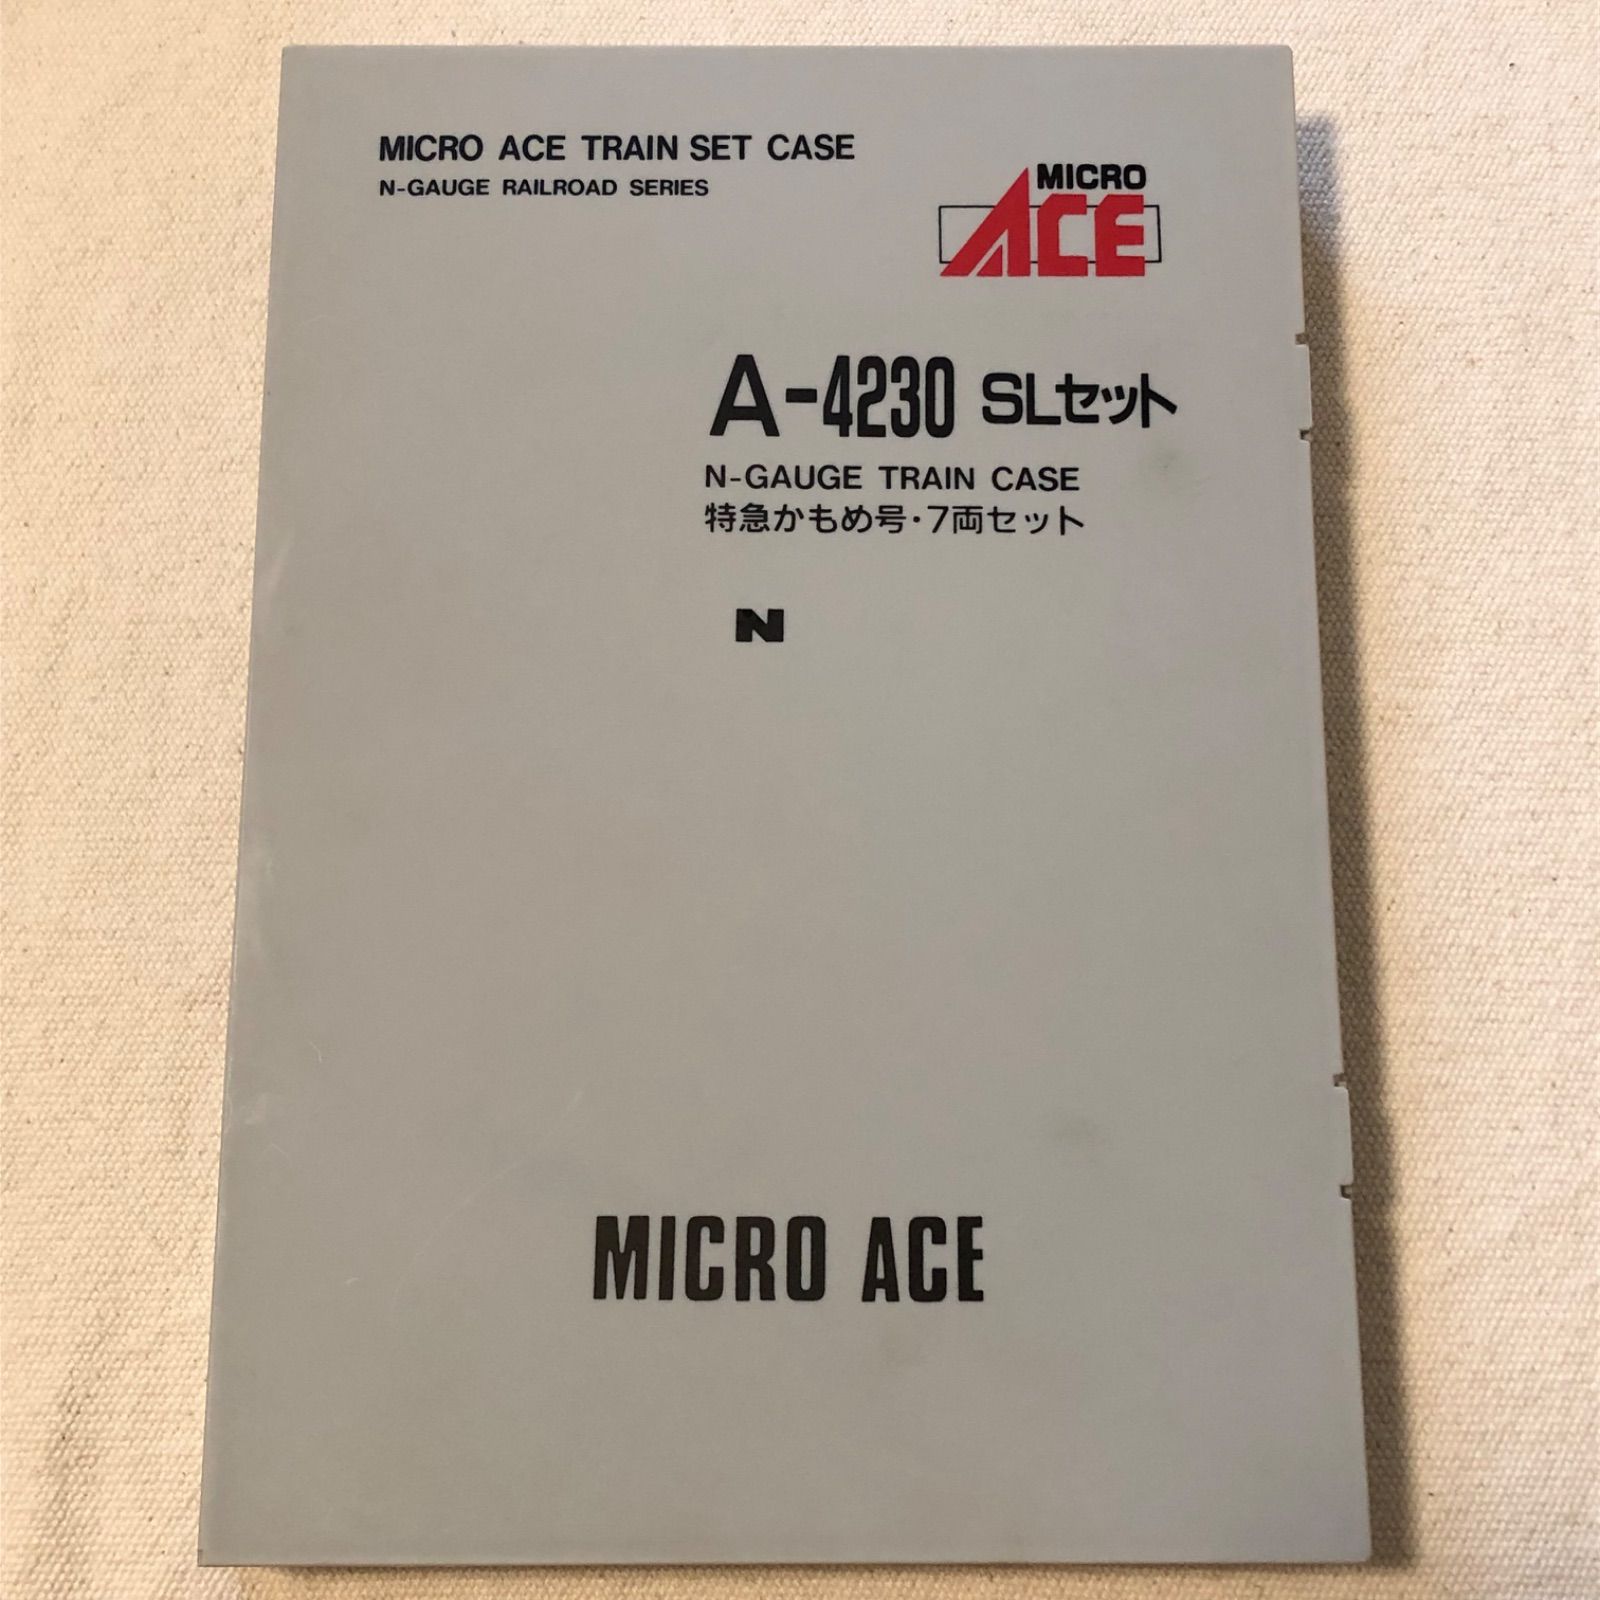 MICRO ACE TRAIN SET CASE
N-GAUGE RAILROAD SERIES
MICRO
ACE
A-4230 SLセット
N-GAUGE TRAIN CASE
特急かもめ号・7両セット
N
MICRO ACE